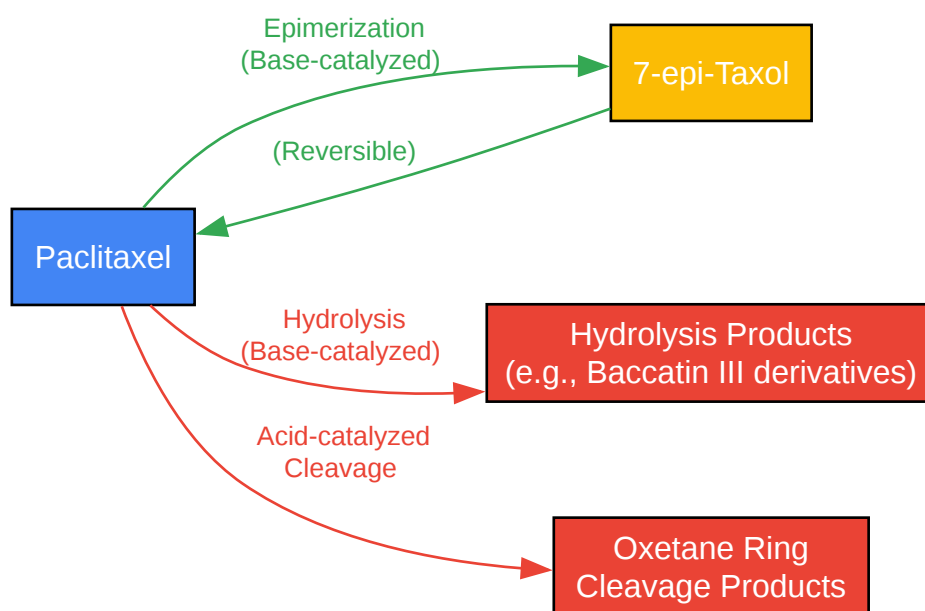 Epimerization
(Base-catalyzed)
7-epi-Taxol
(Reversible)
Paclitaxel
Hydrolysis
(Base-catalyzed)
Hydrolysis Products
(e.g., Baccatin III derivatives)
Acid-catalyzed
Cleavage
Oxetane Ring
Cleavage Products